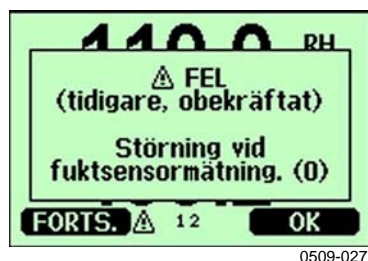 RH
⚠ FEL
(tidigare, obekräftat)
Störning vid
fuktsensormätning. (0)
FORTS. ⚠ 12 OK
0509-027